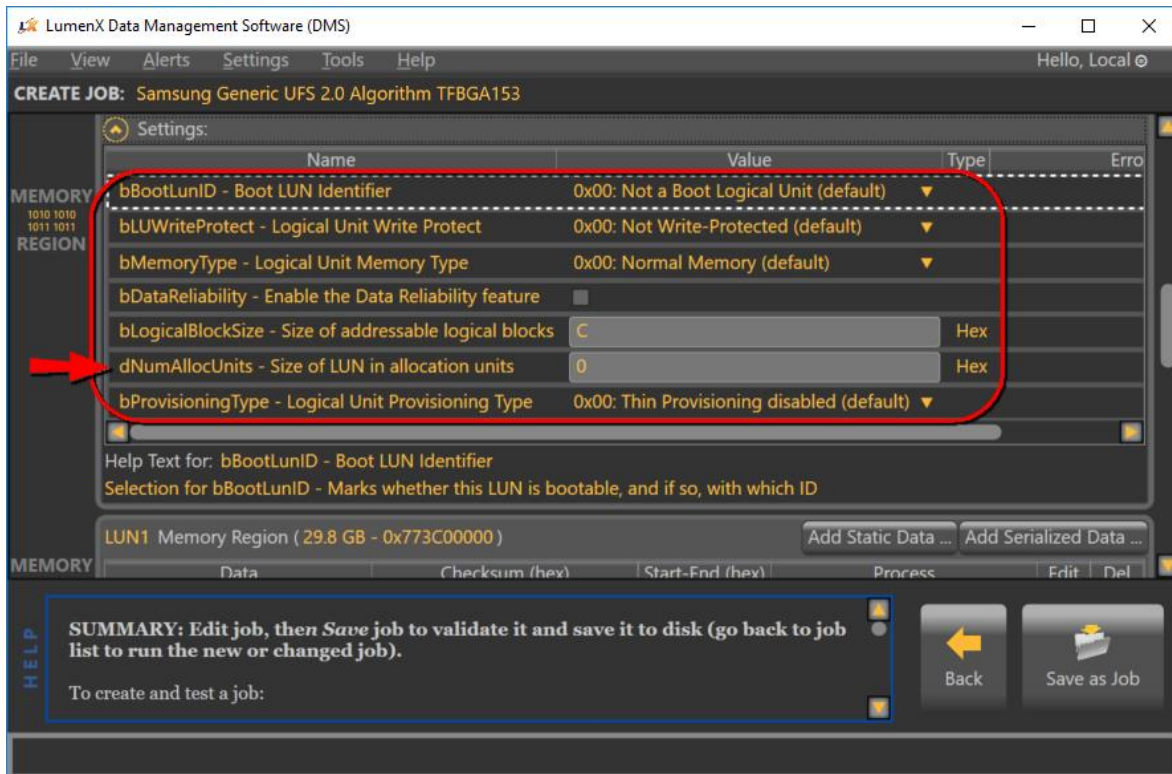 LX LumenX Data Management Software (DMS)
File View Alerts Settings Tools Help Hello, Local
CREATE JOB: Samsung Generic UFS 2.0 Algorithm TFBGA153
Settings:
Name Value Type Erro
MEMORY
1010 1010
1011 1011
REGION
bBootLunID - Boot LUN Identifier 0x00: Not a Boot Logical Unit (default)
bLUWriteProtect - Logical Unit Write Protect 0x00: Not Write-Protected (default)
bMemoryType - Logical Unit Memory Type 0x00: Normal Memory (default)
bDataReliability - Enable the Data Reliability feature
bLogicalBlockSize - Size of addressable logical blocks C Hex
dNumAllocUnits - Size of LUN in allocation units 0 Hex
bProvisioningType - Logical Unit Provisioning Type 0x00: Thin Provisioning disabled (default)
Help Text for: bBootLunID - Boot LUN Identifier
Selection for bBootLunID - Marks whether this LUN is bootable, and if so, with which ID
LUN1 Memory Region ( 29.8 GB - 0x773C00000 ) Add Static Data ... Add Serialized Data ...
MEMORY
Data Checksum (hex) Start-End (hex) Process Edit Del
HELP
SUMMARY: Edit job, then Save job to validate it and save it to disk (go back to job
list to run the new or changed job).
To create and test a job:
Back Save as Job